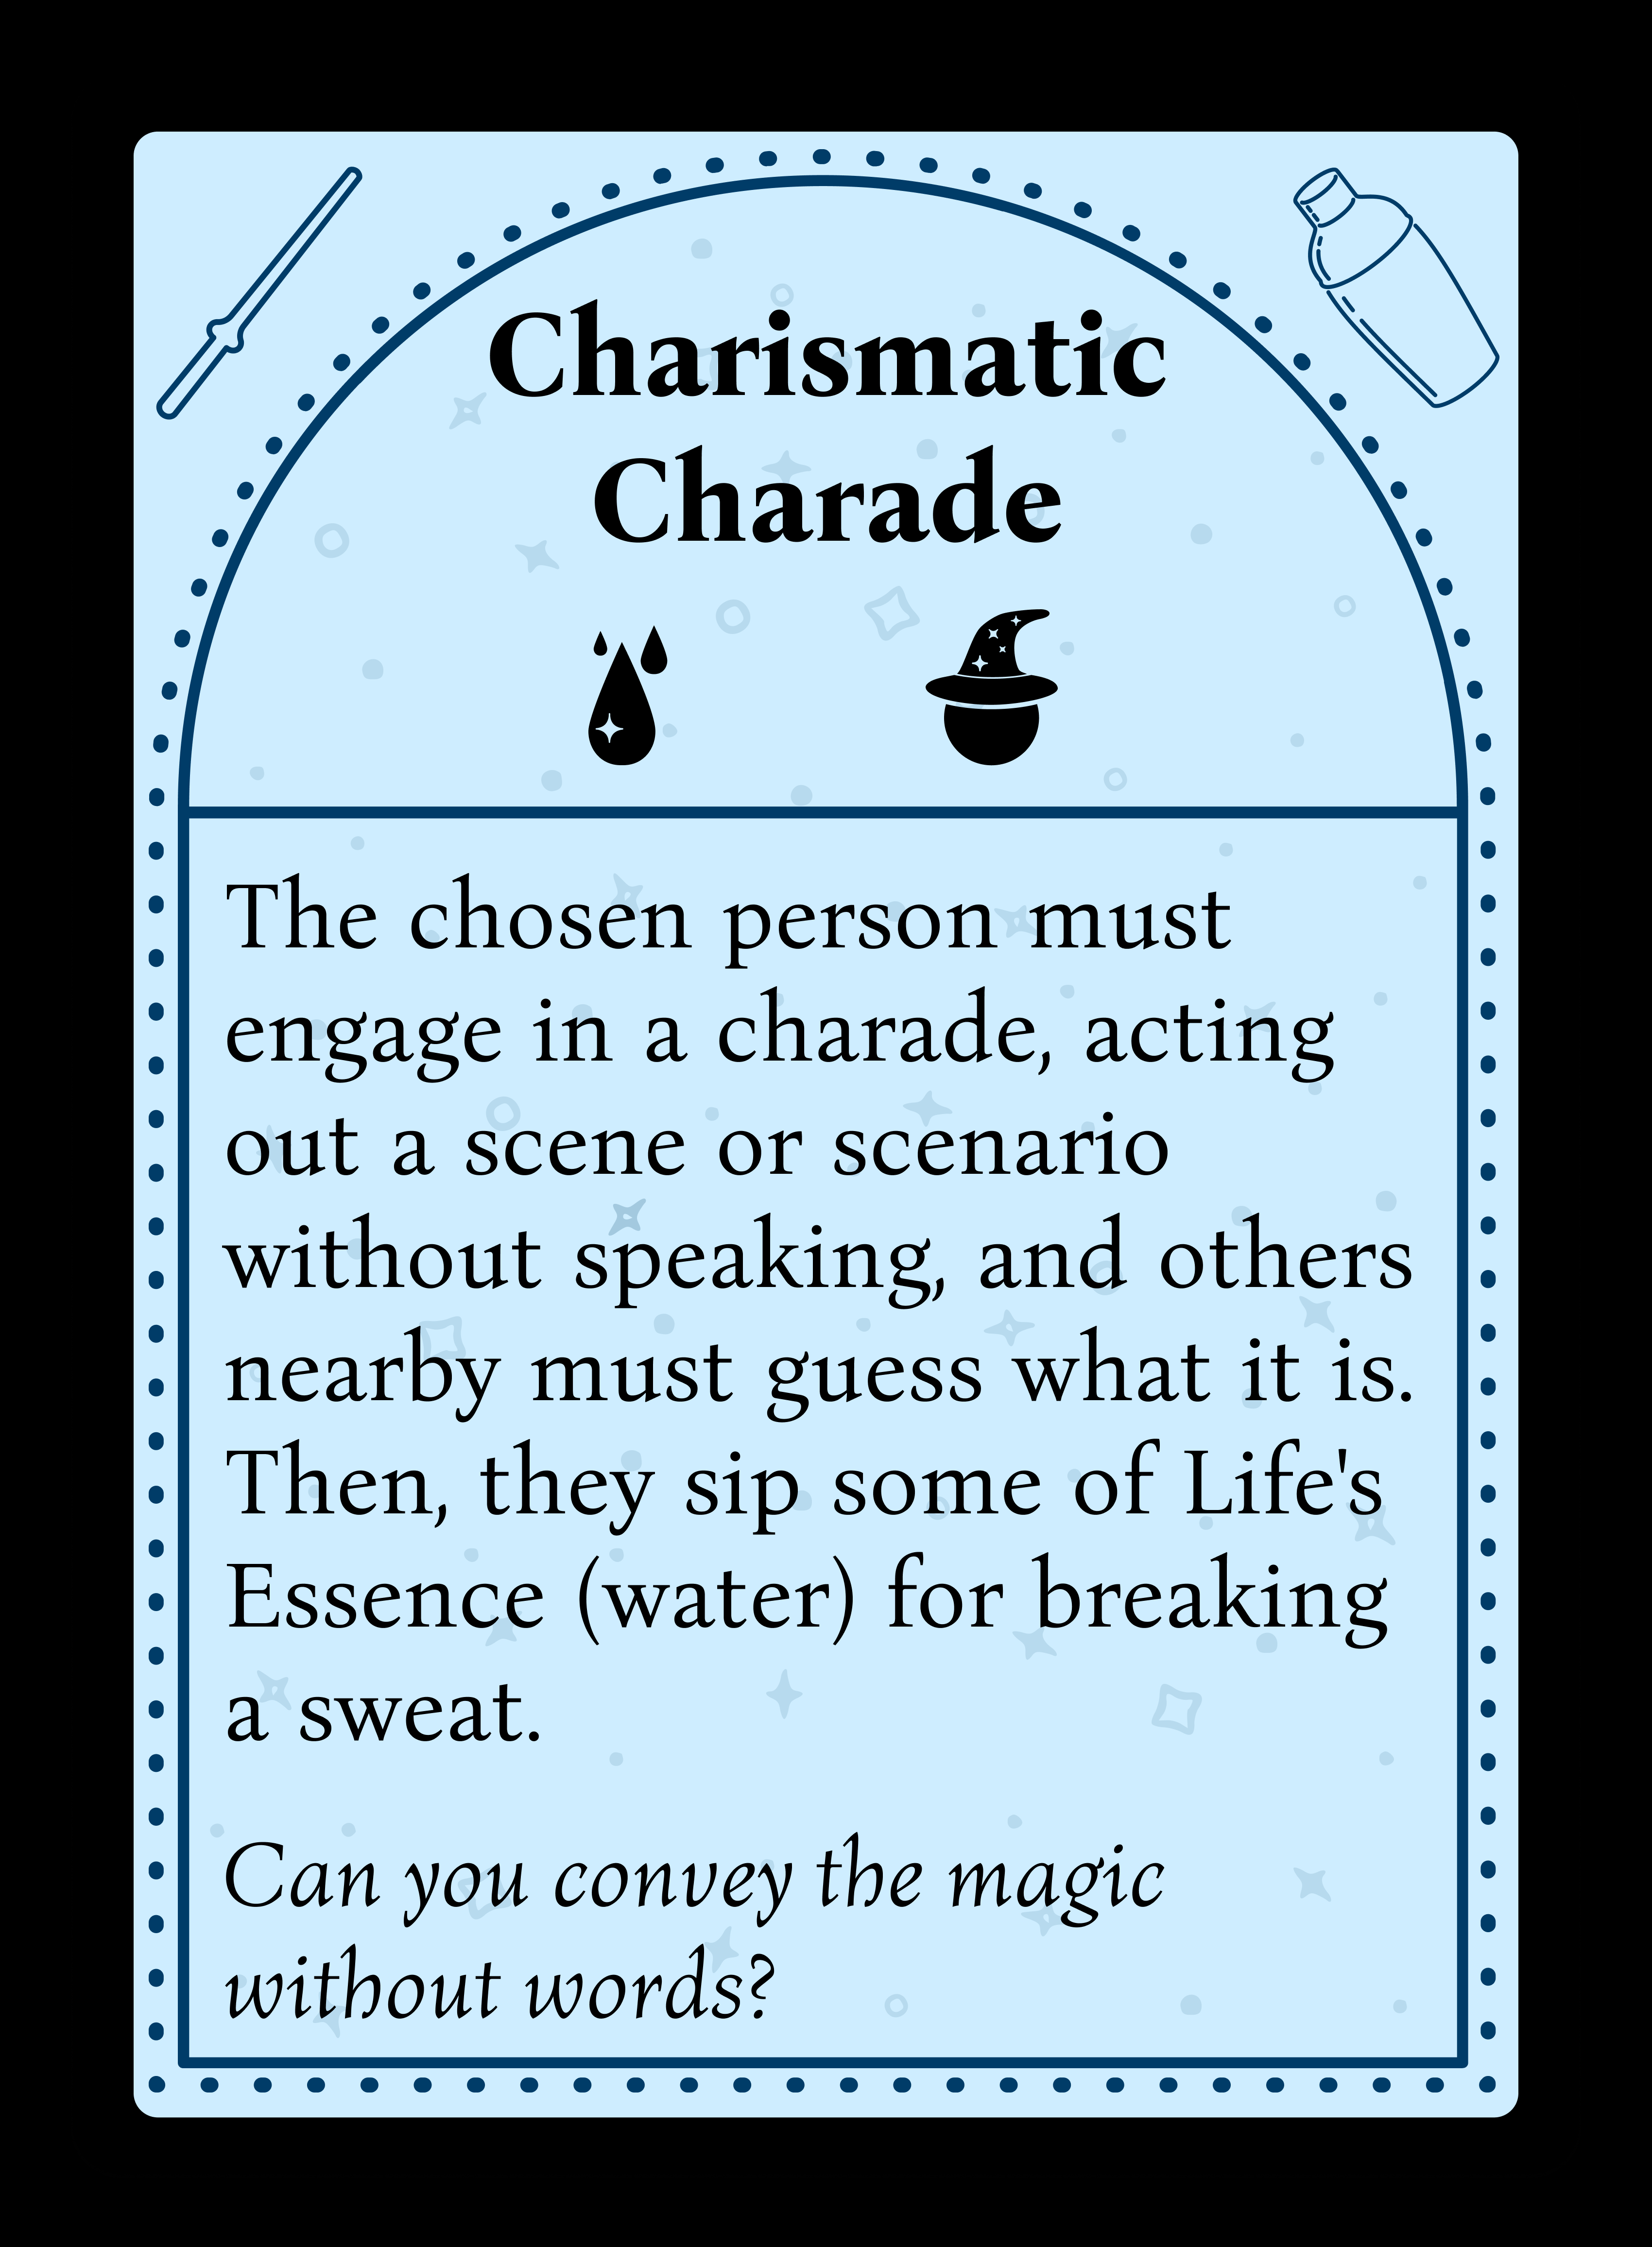 Charismatic
Charade
The chosen person must
engage in a charade, acting
out a scene or scenario
without speaking, and others
nearby must guess what it is.
Then, they sip some of Life's
Essence (water) for breaking
a sweat.
Can you convey the magic
without words?